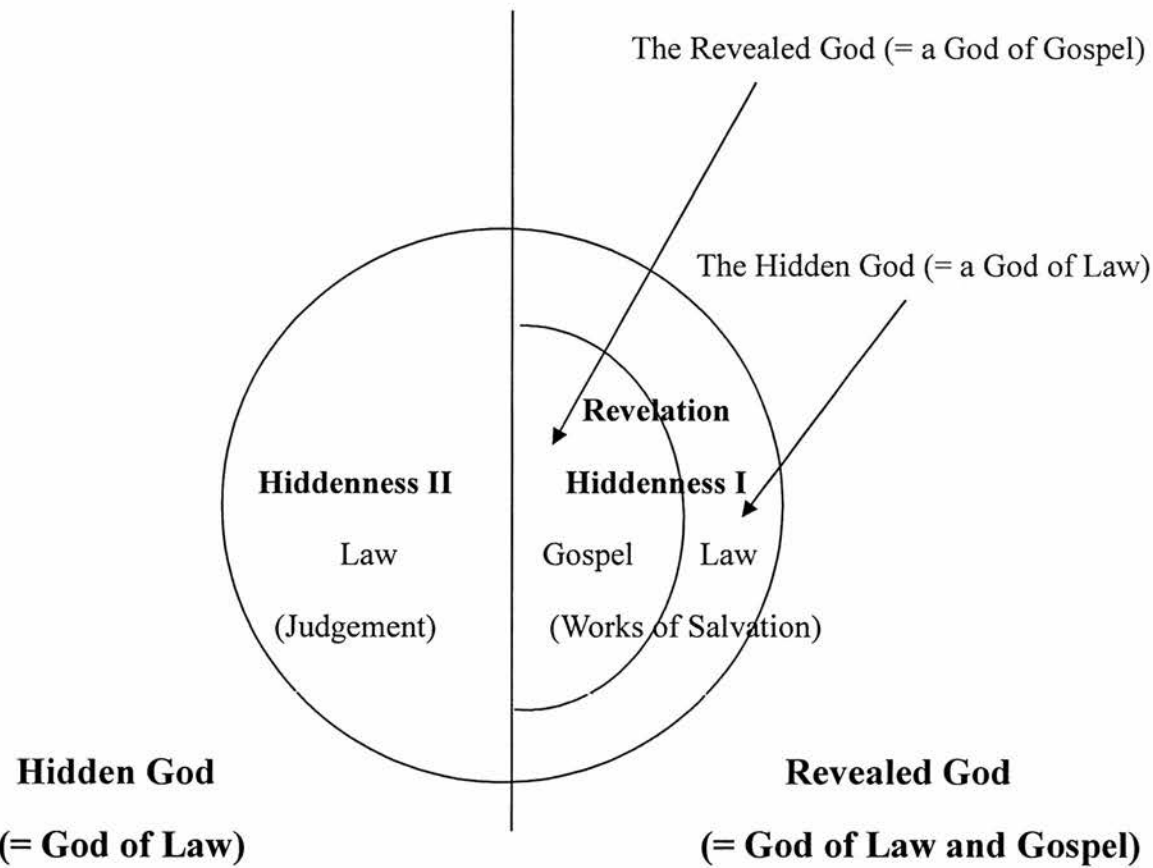 The Revealed God (= a God of Gospel)
The Hidden God (= a God of Law)
Revelation
Hiddenness II
Hiddenness I
Law
Gospel
Law
(Judgement)
(Works of Salvation)
Hidden God
Revealed God
(= God of Law)
(= God of Law and Gospel)